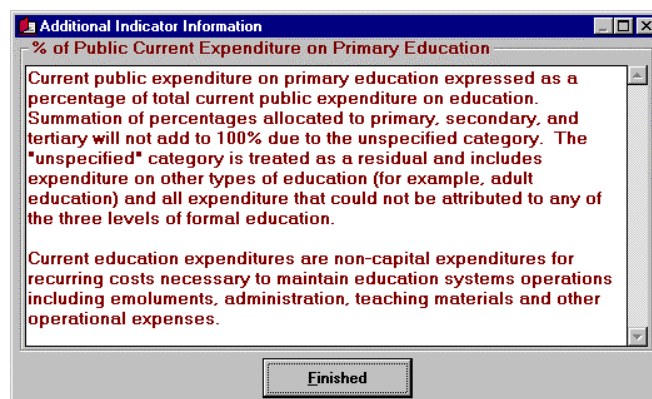 Additional Indicator Information
% of Public Current Expenditure on Primary Education
Current public expenditure on primary education expressed as a
percentage of total current public expenditure on education.
Summation of percentages allocated to primary, secondary, and
tertiary will not add to 100% due to the unspecified category.  The
"unspecified" category is treated as a residual and includes
expenditure on other types of education (for example, adult
education) and all expenditure that could not be attributed to any of
the three levels of formal education.
Current education expenditures are non-capital expenditures for
recurring costs necessary to maintain education systems operations
including emoluments, administration, teaching materials and other
operational expenses.
Finished